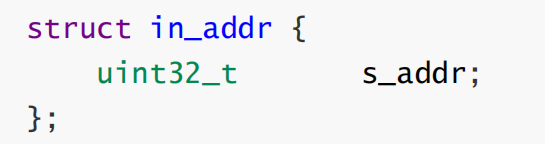 struct in_addr {
    uint32_t       s_addr;
};